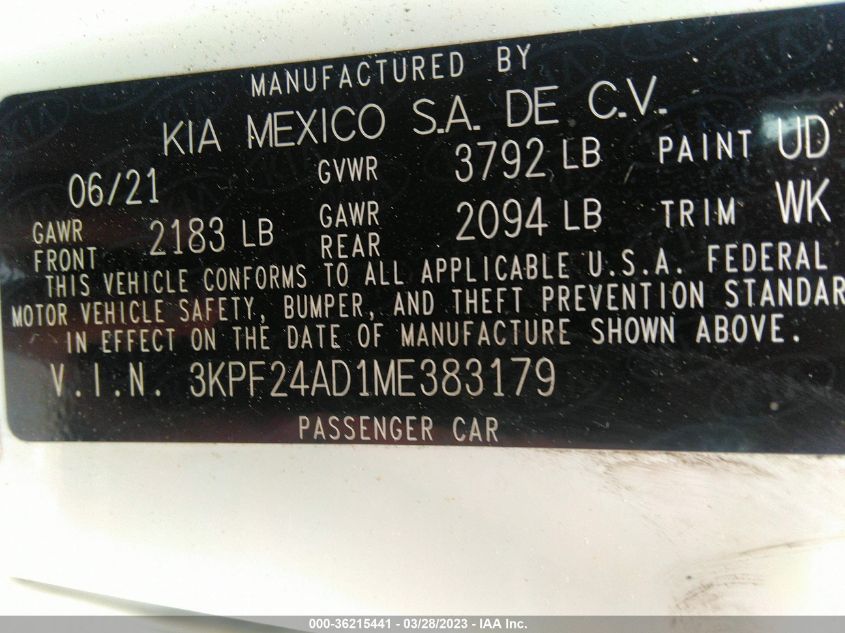 MANUFACTURED BY
KIA MEXICO S.A. DE C.V.
06/21 GVWR 3792 LB PAINT UD
GAWR FRONT 2183 LB GAWR REAR 2094 LB TRIM WK
THIS VEHICLE CONFORMS TO ALL APPLICABLE U.S.A. FEDERAL
MOTOR VEHICLE SAFETY, BUMPER, AND THEFT PREVENTION STANDAR
IN EFFECT ON THE DATE OF MANUFACTURE SHOWN ABOVE.
V.I.N. 3KPF24AD1ME383179
PASSENGER CAR
000-36215441 - 03/28/2023 - IAA Inc.